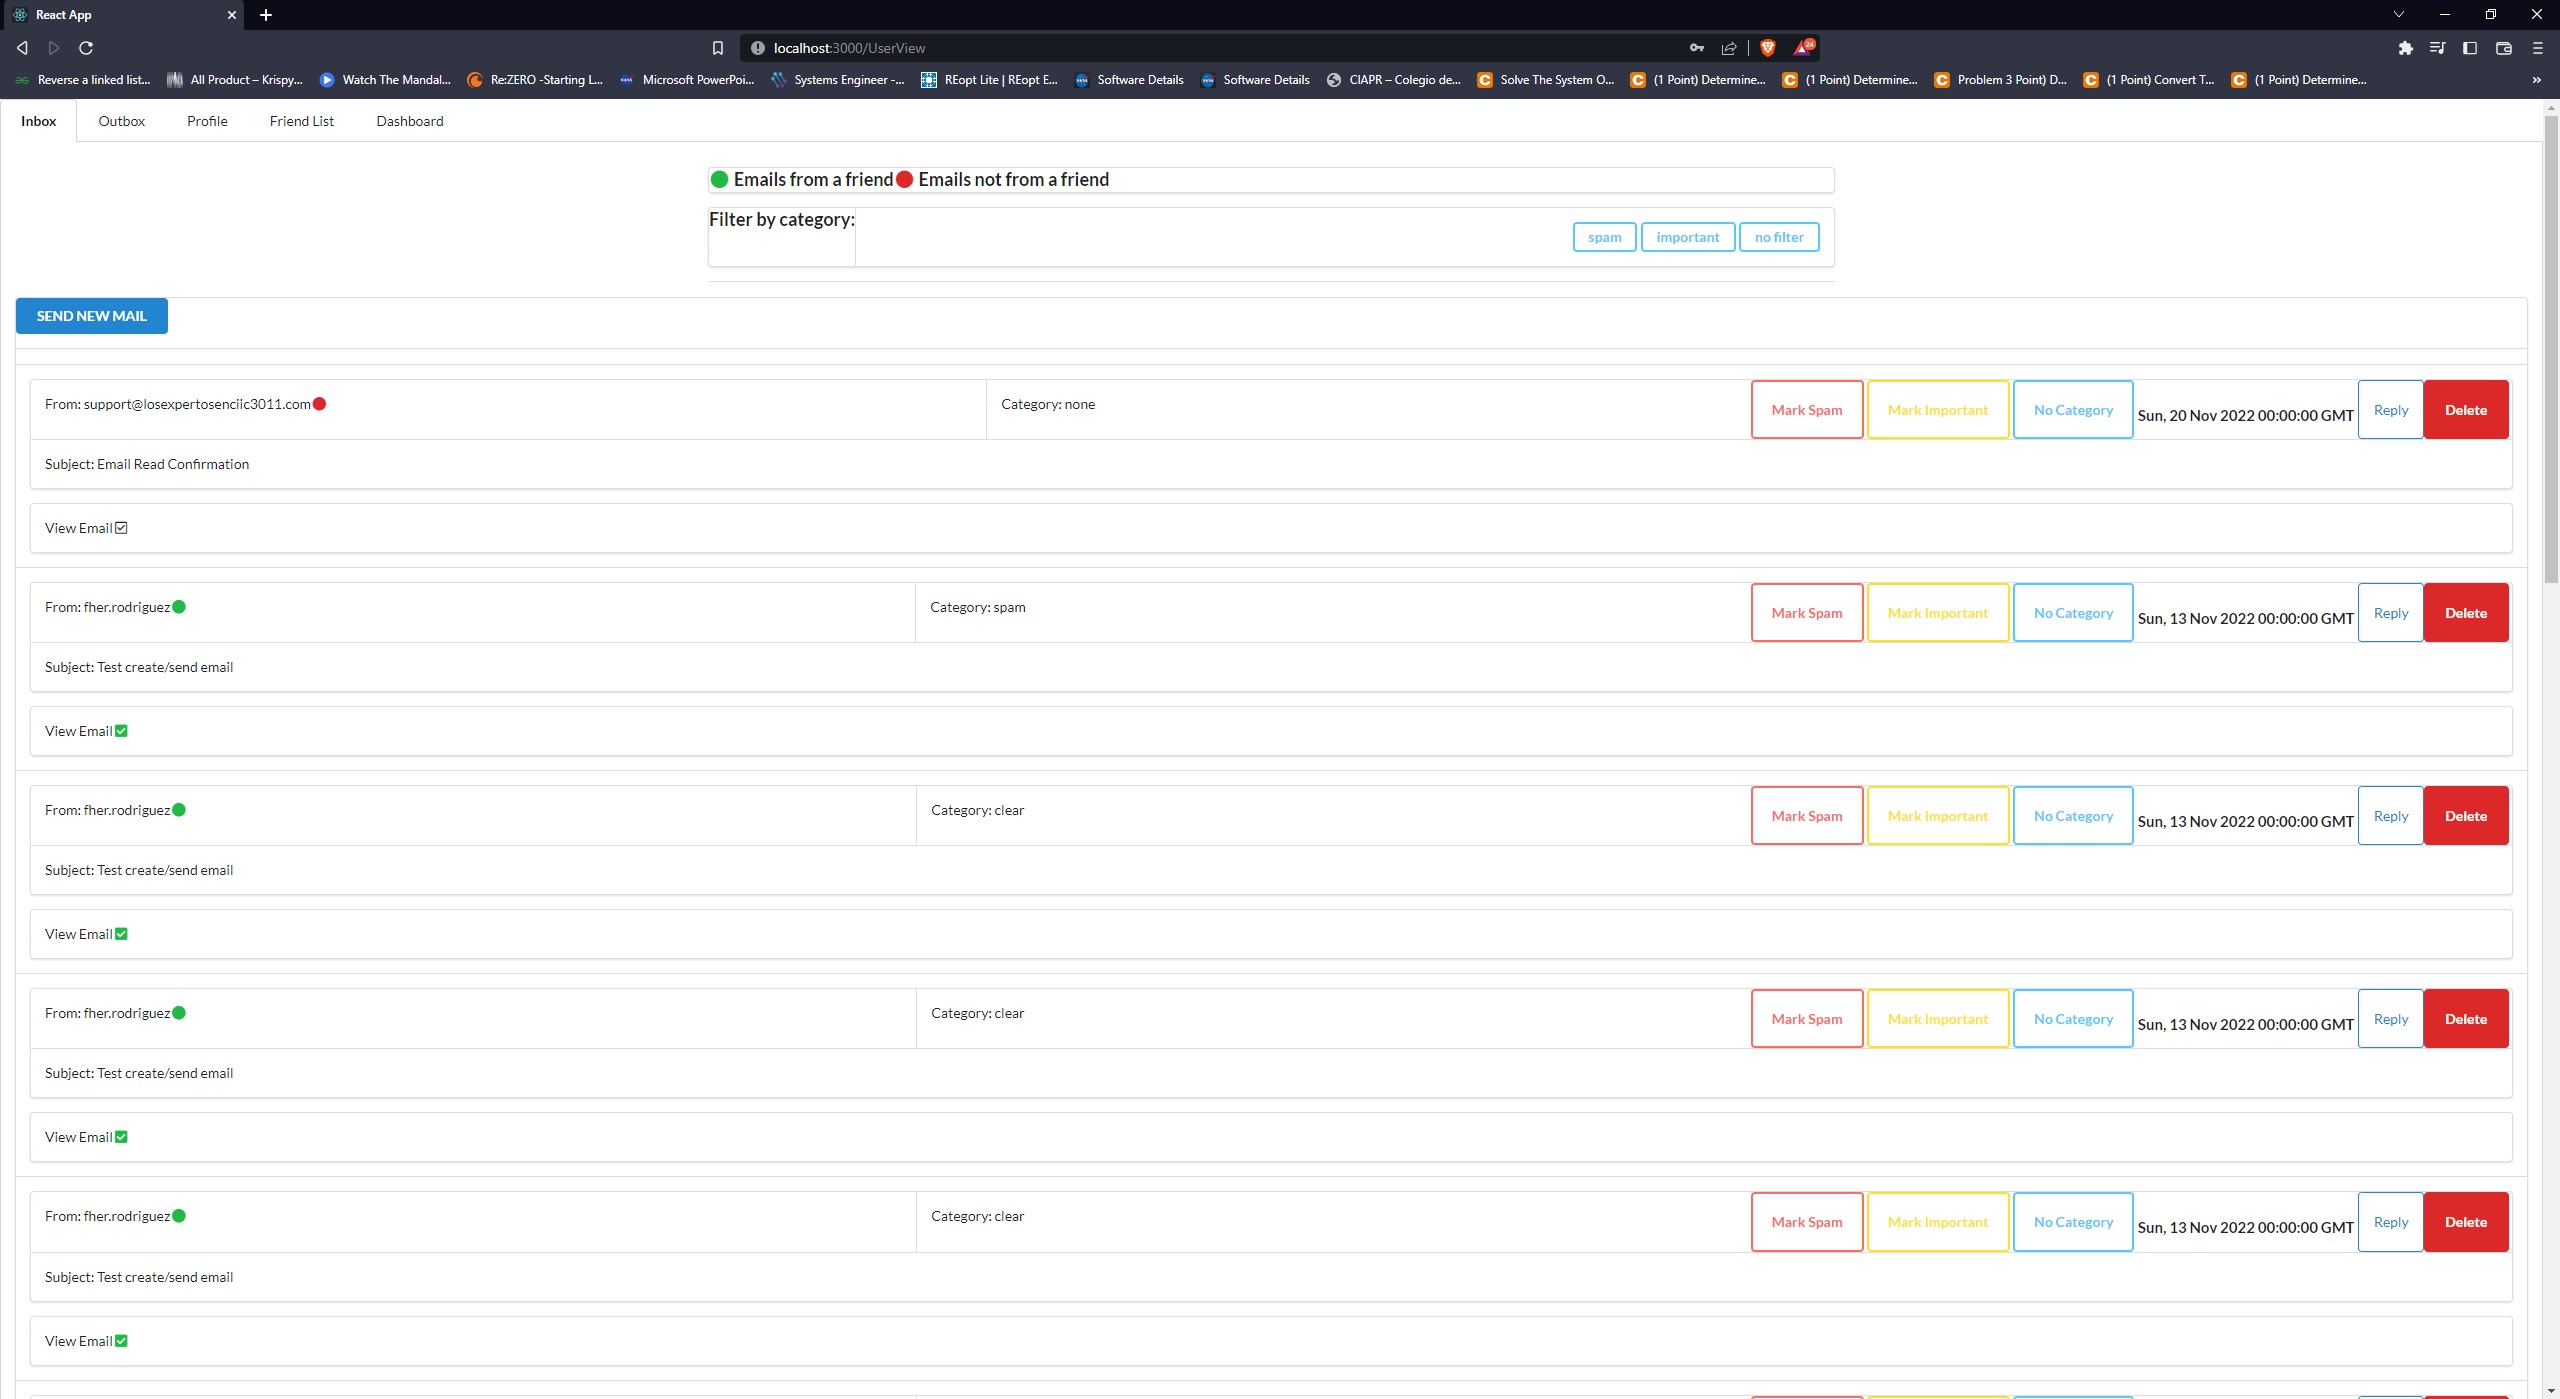 React App
localhost:3000/UserView
24
Reverse a linked list... All Product – Krispy... Watch The Mandal... Re:ZERO -Starting L... Microsoft PowerPoi... Systems Engineer -... REopt Lite | REopt E... Software Details Software Details CIAPR – Colegio de... Solve The System O... (1 Point) Determine... (1 Point) Determine... Problem 3 Point) D... (1 Point) Convert T... (1 Point) Determine... »
Inbox Outbox Profile Friend List Dashboard
Emails from a friend Emails not from a friend
Filter by category: spam important no filter
SEND NEW MAIL
From: support@losexpertosenciic3011.com Category: none Mark Spam Mark Important No Category Sun, 20 Nov 2022 00:00:00 GMT Reply Delete
Subject: Email Read Confirmation
View Email
From: fher.rodriguez Category: spam Mark Spam Mark Important No Category Sun, 13 Nov 2022 00:00:00 GMT Reply Delete
Subject: Test create/send email
View Email
From: fher.rodriguez Category: clear Mark Spam Mark Important No Category Sun, 13 Nov 2022 00:00:00 GMT Reply Delete
Subject: Test create/send email
View Email
From: fher.rodriguez Category: clear Mark Spam Mark Important No Category Sun, 13 Nov 2022 00:00:00 GMT Reply Delete
Subject: Test create/send email
View Email
From: fher.rodriguez Category: clear Mark Spam Mark Important No Category Sun, 13 Nov 2022 00:00:00 GMT Reply Delete
Subject: Test create/send email
View Email